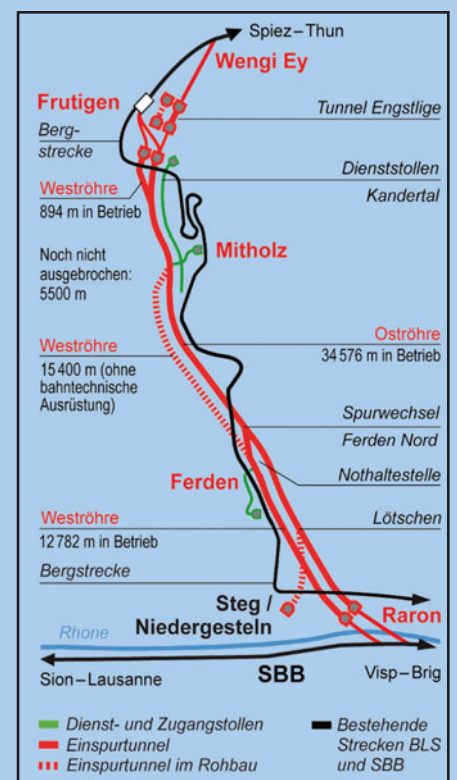 Spiez–Thun
Wengi Ey
Frutigen
Tunnel Engstlige
Berg-
strecke
Dienststollen
Kandertal
Weströhre
894 m in Betrieb
Mitholz
Noch nicht
ausgebrochen:
5500 m
Weströhre
15 400 m (ohne
bahntechnische
Ausrüstung)
Oströhre
34 576 m in Betrieb
Spurwechsel
Ferden Nord
Nothaltestelle
Ferden
Lötschen
Weströhre
12 782 m in Betrieb
Bergstrecke
Steg /
Niedergesteln
Raron
Rhone
SBB
Sion–Lausanne
Visp–Brig
Dienst- und Zugangstollen
Einspurtunnel
Einspurtunnel im Rohbau
Bestehende
Strecken BLS
und SBB